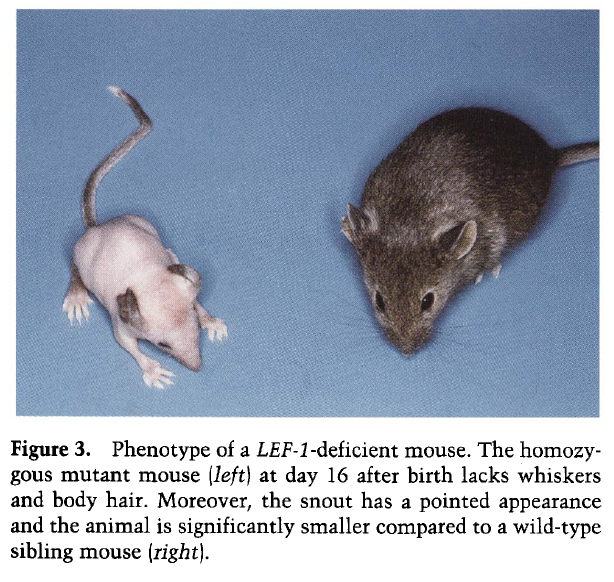 Figure 3. Phenotype of a LEF-1-deficient mouse. The homozy-
gous mutant mouse (left) at day 16 after birth lacks whiskers
and body hair. Moreover, the snout has a pointed appearance
and the animal is significantly smaller compared to a wild-type
sibling mouse (right).